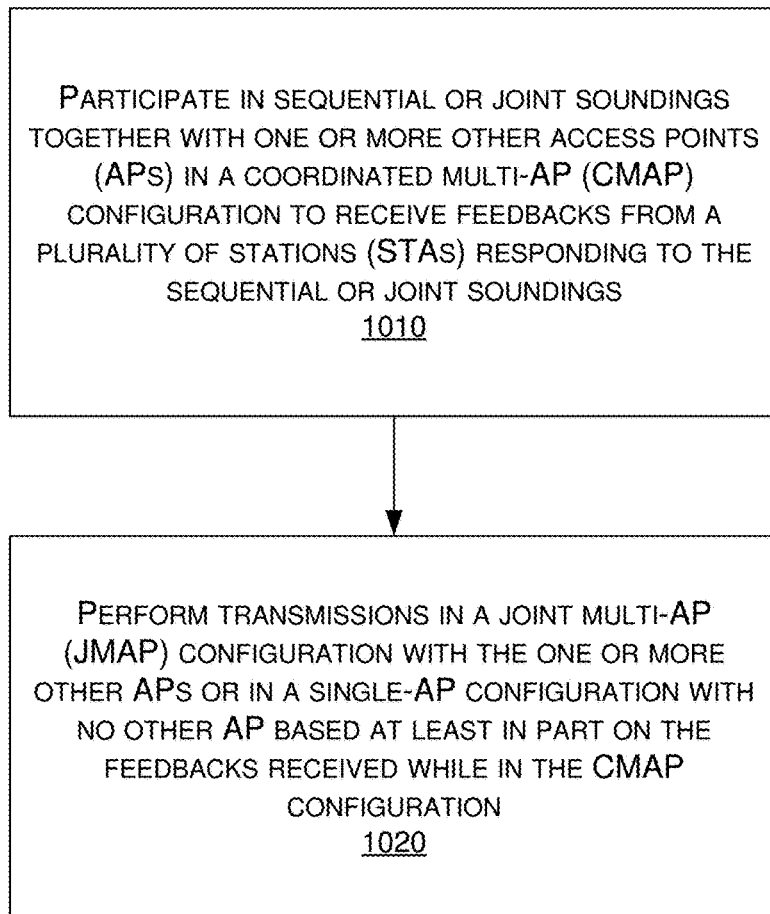 PARTICIPATE IN SEQUENTIAL OR JOINT SOUNDINGS
TOGETHER WITH ONE OR MORE OTHER ACCESS POINTS
(APS) IN A COORDINATED MULTI-AP (CMAP)
CONFIGURATION TO RECEIVE FEEDBACKS FROM A
PLURALITY OF STATIONS (STAS) RESPONDING TO THE
SEQUENTIAL OR JOINT SOUNDINGS
1010
PERFORM TRANSMISSIONS IN A JOINT MULTI-AP
(JMAP) CONFIGURATION WITH THE ONE OR MORE
OTHER APS OR IN A SINGLE-AP CONFIGURATION WITH
NO OTHER AP BASED AT LEAST IN PART ON THE
FEEDBACKS RECEIVED WHILE IN THE CMAP
CONFIGURATION
1020